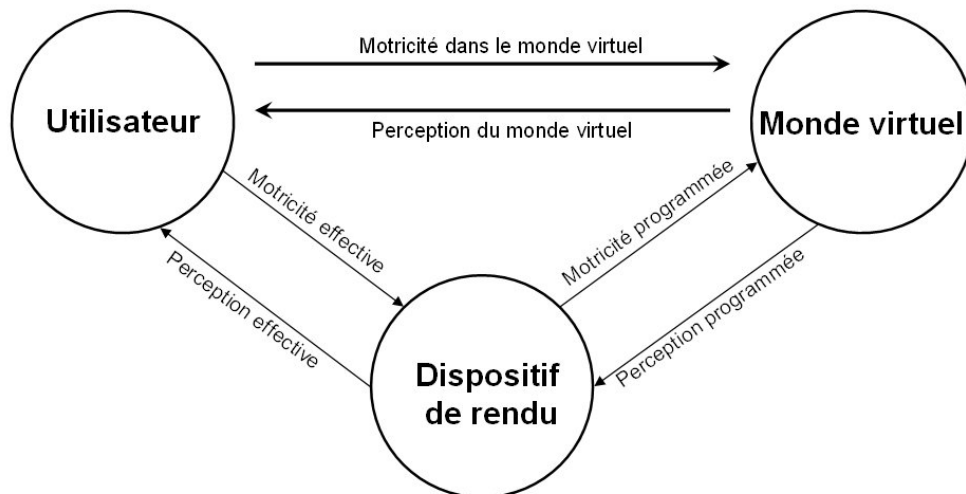 Motricité dans le monde virtuel
Utilisateur
Monde virtuel
Perception du monde virtuel
Motricité effective
Motricité programmée
Perception effective
Perception programmée
Dispositif
de rendu